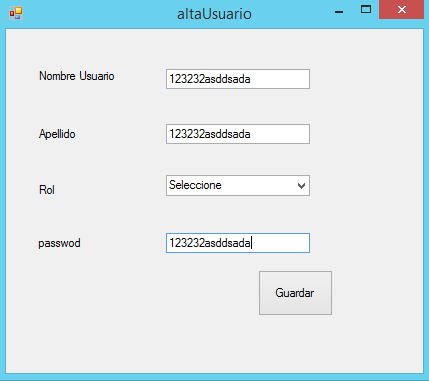 altaUsuario
Nombre Usuario 123232asddsada
Apellido 123232asddsada
Rol Seleccione
passwod 123232asddsada
Guardar